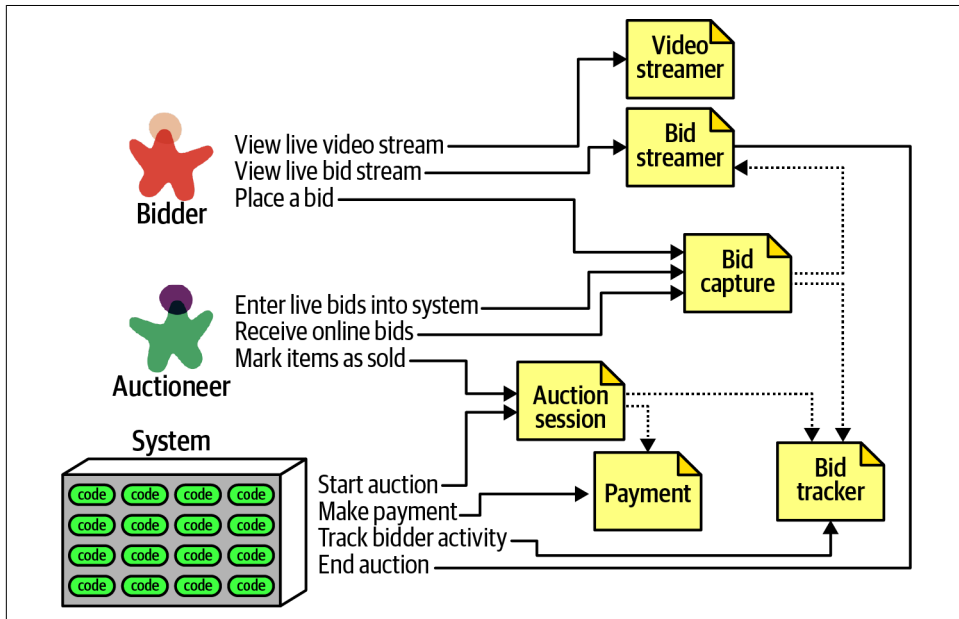 Video
streamer
Bid
streamer
View live video stream
View live bid stream
Place a bid
Bidder
Bid
capture
Enter live bids into system
Receive online bids
Mark items as sold
Auctioneer
Auction
session
System
code code code code
code code code code
code code code code
code code code code
Start auction
Make payment
Track bidder activity
End auction
Payment
Bid
tracker